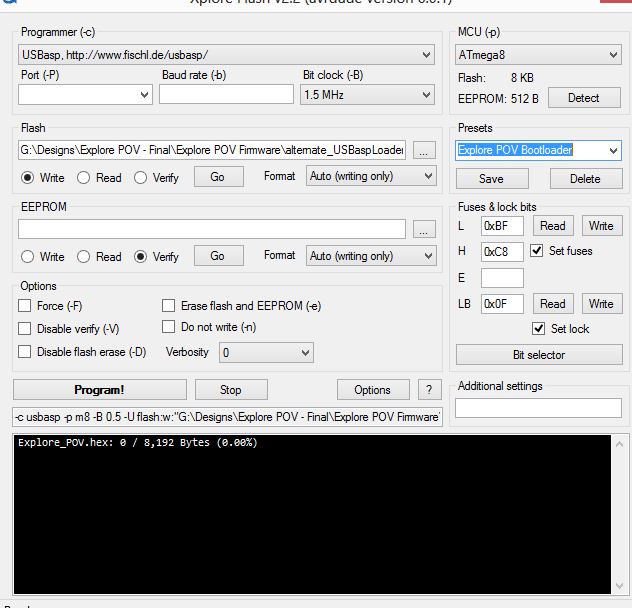 Xplore Flash v2.2 (avrdude version 6.0.1)
Programmer (-c)
USBasp, http://www.fischl.de/usbasp/
Port (-P)
Baud rate (-b)
Bit clock (-B)
1.5 MHz
MCU (-p)
ATmega8
Flash: 8 KB
EEPROM: 512 B
Detect
Flash
G:\Designs\Explore POV - Final\Explore POV Firmware\alternate_USBaspLoader
...
Write
Read
Verify
Go
Format
Auto (writing only)
Presets
Explore POV Bootloader
Save
Delete
EEPROM
...
Write
Read
Verify
Go
Format
Auto (writing only)
Fuses & lock bits
L 0xBF Read Write
H 0xC8 Set fuses
E
LB 0x0F Read Write
Set lock
Bit selector
Options
Force (-F)
Erase flash and EEPROM (-e)
Disable verify (-V)
Do not write (-n)
Disable flash erase (-D)
Verbosity 0
Program!
Stop
Options
?
Additional settings
-c usbasp -p m8 -B 0.5 -U flash:w:"G:\Designs\Explore POV - Final\Explore POV Firmware\
Explore_POV.hex: 0 / 8,192 Bytes (0.00%)